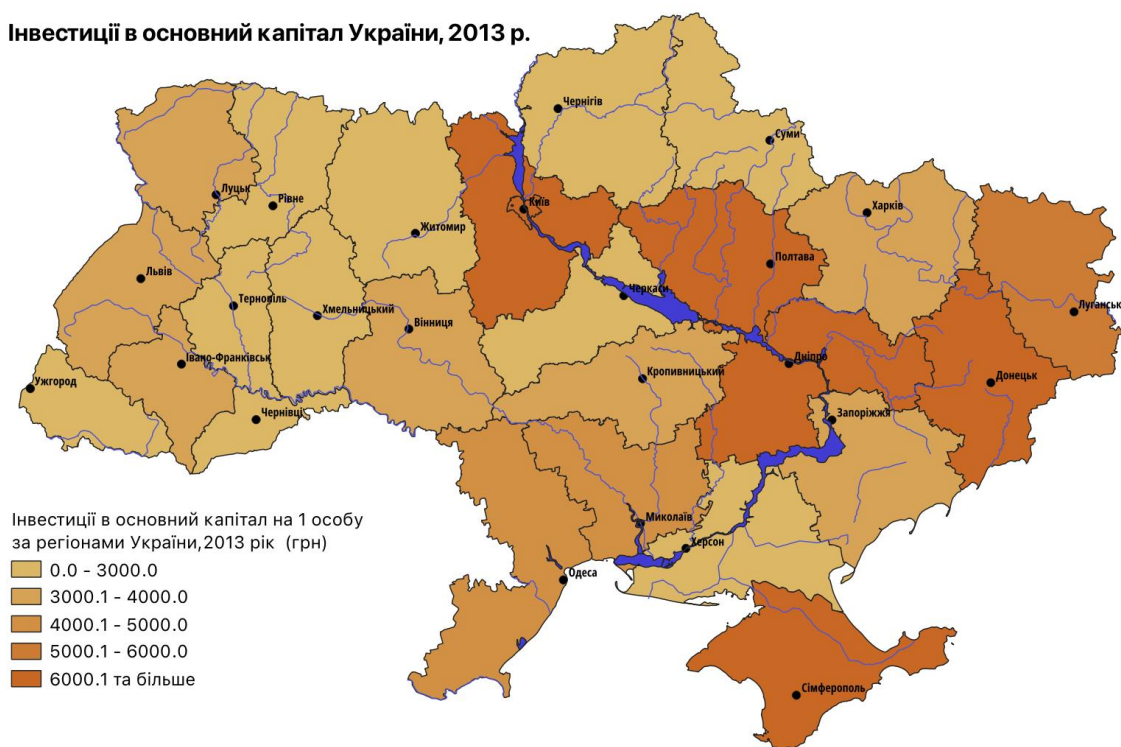 Інвестиції в основний капітал України, 2013 р.
Чернігів
Суми
Луцьк
Рівне
Київ
Харків
Житомир
Полтава
Львів
Тернопіль
Хмельницький
Черкаси
Луганськ
Вінниця
Івано-Франківськ
Дніпро
Ужгород
Кропивницький
Донецьк
Чернівці
Запоріжжя
Миколаїв
Херсон
Одеса
Сімферополь
Інвестиції в основний капітал на 1 особу
за регіонами України,2013 рік (грн)
0.0 - 3000.0
3000.1 - 4000.0
4000.1 - 5000.0
5000.1 - 6000.0
6000.1 та більше